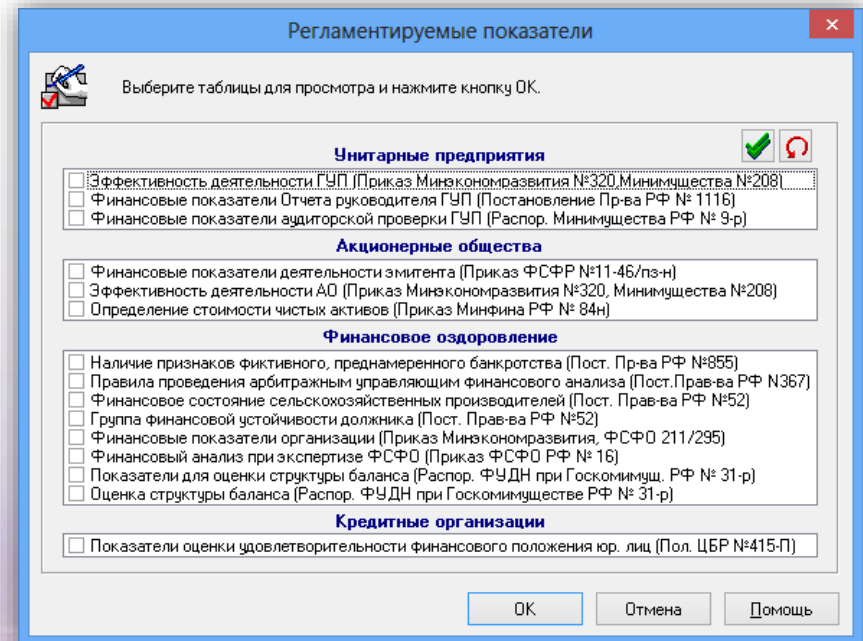 Регламентируемые показатели
Выберите таблицы для просмотра и нажмите кнопку ОК.
Унитарные предприятия
Эффективность деятельности ГУП (Приказ Минэкономразвития №320,Минимущества №208)
Финансовые показатели Отчета руководителя ГУП (Постановление Пр-ва РФ № 1116)
Финансовые показатели аудиторской проверки ГУП (Распор. Минимущества РФ № 9-р)
Акционерные общества
Финансовые показатели деятельности эмитента (Приказ ФСФР №11-46/пз-н)
Эффективность деятельности АО (Приказ Минэкономразвития №320, Минимущества №208)
Определение стоимости чистых активов (Приказ Минфина РФ № 84н)
Финансовое оздоровление
Наличие признаков фиктивного, преднамеренного банкротства (Пост. Пр-ва РФ №855)
Правила проведения арбитражным управляющим финансового анализа (Пост.Прав-ва РФ N367)
Финансовое состояние сельскохозяйственных производителей (Пост. Прав-ва РФ №52)
Группа финансовой устойчивости должника (Пост. Прав-ва РФ №52)
Финансовые показатели организации (Приказ Минэкономразвития, ФСФО 211/295)
Финансовый анализ при экспертизе ФСФО (Приказ ФСФО РФ № 16)
Показатели для оценки структуры баланса (Распор. ФУДН при Госкомимущ. РФ № 31-р)
Оценка структуры баланса (Распор. ФУДН при Госкомимуществе РФ № 31-р)
Кредитные организации
Показатели оценки удовлетворительности финансового положения юр. лиц (Пол. ЦБР №415-П)
ОК
Отмена
Помощь